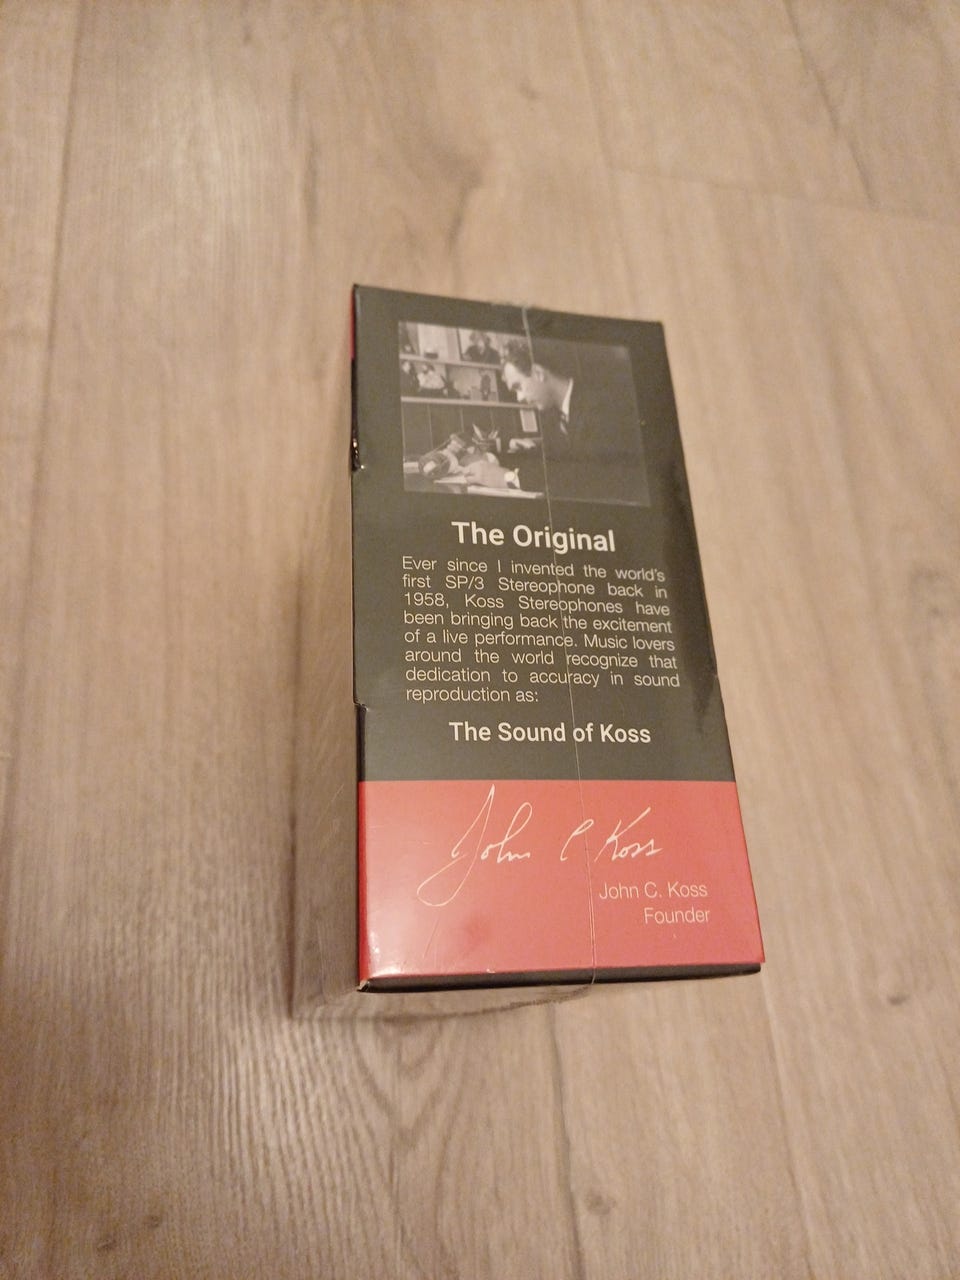 The Original
Ever since I invented the world's
first SP/3 Stereophone back in
1958, Koss Stereophones have
been bringing back the excitement
of a live performance. Music lovers
around the world recognize that
dedication to accuracy in sound
reproduction as:
The Sound of Koss
John C Koss
John C. Koss
Founder